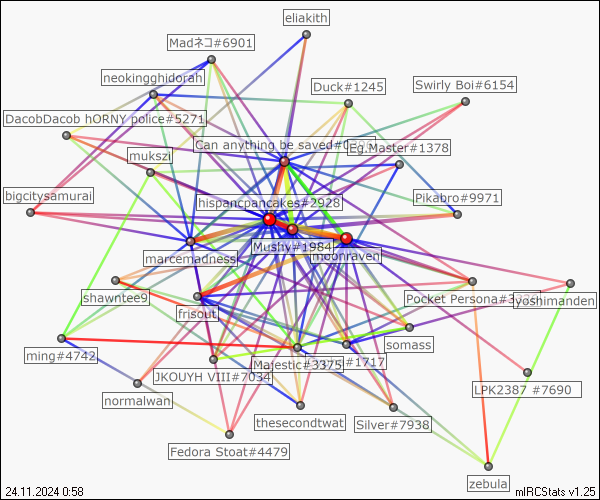 eliakith
Madネコ#6901
neokingghidorah
Duck#1245
Swirly Boi#6154
DacobDacob hORNY police#5271
Can anything be saved#0
Eg.Master#1378
mukszi
bigcitysamurai
hispancpancakes#2928
Pikabro#9971
Mushy#1984
marcemadness
moonraven
shawntee9
Pocket Persona#3
yoshimanden
frisout
somass
ming#4742
Majestic#3375
#1717
JKOUYH VIII#7034
LPK2387 #7690
normalwan
thesecondtwat
Silver#7938
Fedora Stoat#4479
zebula
24.11.2024 0:58
mIRCStats v1.25